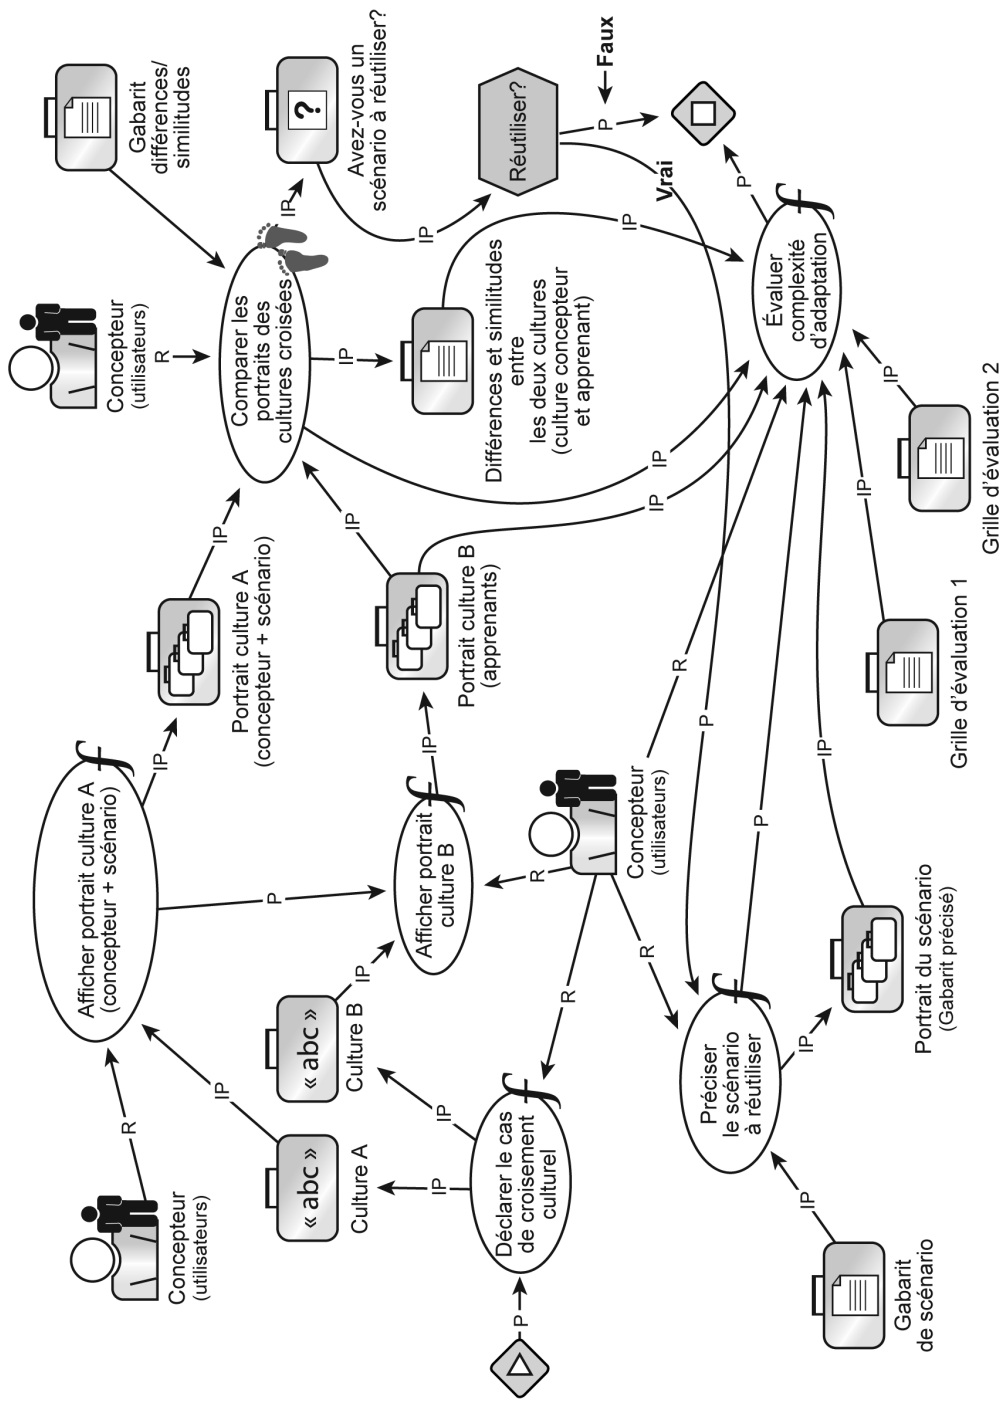 Concepteur
(utilisateurs)
R
Afficher portrait culture A
(concepteur + scénario)
IP
Portrait culture A
(concepteur + scénario)
IP
Concepteur
(utilisateurs)
R
Gabarit
différences/
similitudes
Comparer les
portraits des
cultures croisées
IP
?
Avez-vous un
scénario à réutiliser?
IP
Réutiliser?
P
Faux
Vrai
IP
« abc »
Culture A
« abc »
Culture B
IP
P
Afficher portrait
culture B
IP
Portrait culture B
(apprenants)
IP
IP
Différences et similitudes
entre
les deux cultures
(culture concepteur
et apprenant)
IP
P
Déclarer le cas
de croisement
culturel
IP
IP
R
R
Concepteur
(utilisateurs)
R
R
IP
IP
P
Évaluer
complexité
d'adaptation
P
Préciser
le scénario
à réutiliser
P
IP
Gabarit
de scénario
IP
Portrait du scénario
(Gabarit précisé)
IP
IP
Grille d'évaluation 1
IP
Grille d'évaluation 2